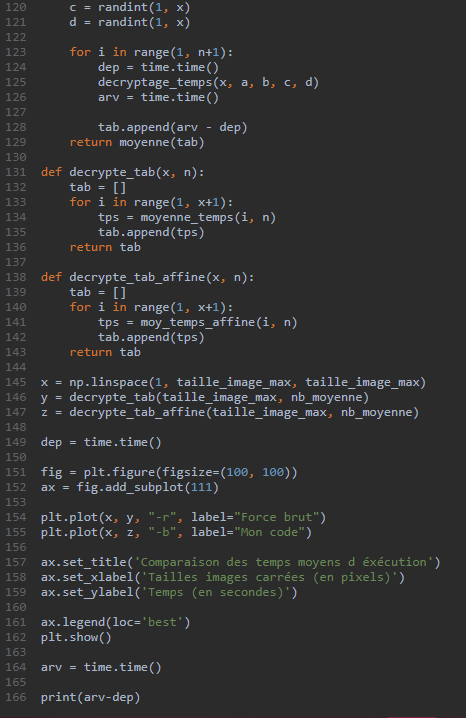 120 c = randint(1, x)
121 d = randint(1, x)
122
123 for i in range(1, n+1):
124 dep = time.time()
125 decryptage_temps(x, a, b, c, d)
126 arv = time.time()
127
128 tab.append(arv - dep)
129 return moyenne(tab)
130
131 def decrypte_tab(x, n):
132 tab = []
133 for i in range(1, x+1):
134 tps = moyenne_temps(i, n)
135 tab.append(tps)
136 return tab
137
138 def decrypte_tab_affine(x, n):
139 tab = []
140 for i in range(1, x+1):
141 tps = moy_temps_affine(i, n)
142 tab.append(tps)
143 return tab
144
145 x = np.linspace(1, taille_image_max, taille_image_max)
146 y = decrypte_tab(taille_image_max, nb_moyenne)
147 z = decrypte_tab_affine(taille_image_max, nb_moyenne)
148
149 dep = time.time()
150
151 fig = plt.figure(figsize=(100, 100))
152 ax = fig.add_subplot(111)
153
154 plt.plot(x, y, "-r", label="Force brut")
155 plt.plot(x, z, "-b", label="Mon code")
156
157 ax.set_title('Comparaison des temps moyens d éxécution')
158 ax.set_xlabel('Tailles images carrées (en pixels)')
159 ax.set_ylabel('Temps (en secondes)')
160
161 ax.legend(loc='best')
162 plt.show()
163
164 arv = time.time()
165
166 print(arv-dep)